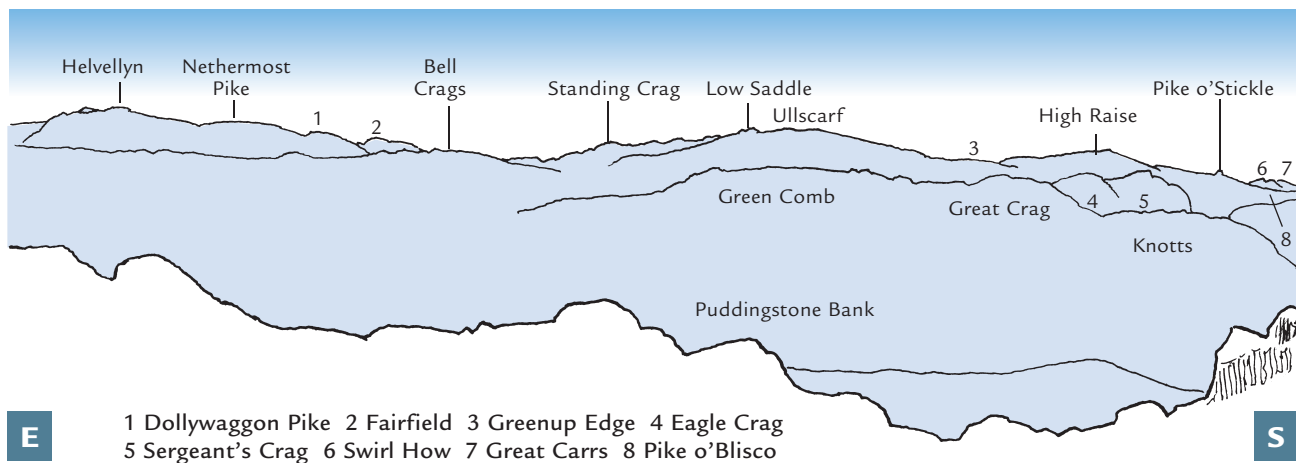 Helvellyn
Nethermost
Pike
Bell
Crags
Standing Crag
Low Saddle
Ullscarf
High Raise
Pike o’Stickle
1
2
3
6 7
Green Comb
Great Crag
4
5
8
Knotts
Puddingstone Bank
E
1 Dollywaggon Pike 2 Fairfield 3 Greenup Edge 4 Eagle Crag
5 Sergeant’s Crag 6 Swirl How 7 Great Carrs 8 Pike o’Blisco
S